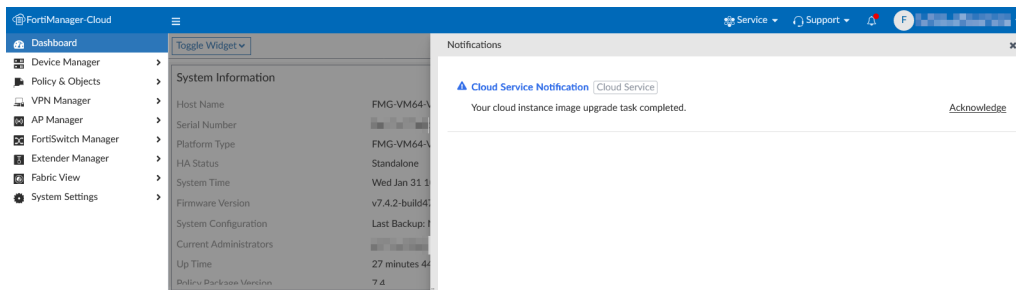 FortiManager-Cloud
Service
Support
F
Dashboard
Device Manager
Policy & Objects
VPN Manager
AP Manager
FortiSwitch Manager
Extender Manager
Fabric View
System Settings
Toggle Widget
System Information
Host Name FMG-VM64-V
Serial Number
Platform Type FMG-VM64-V
HA Status Standalone
System Time Wed Jan 31 1
Firmware Version v7.4.2-build47
System Configuration Last Backup:
Current Administrators
Up Time 27 minutes 44
Policy Package Version 7.4
Notifications
Cloud Service Notification Cloud Service
Your cloud instance image upgrade task completed. Acknowledge